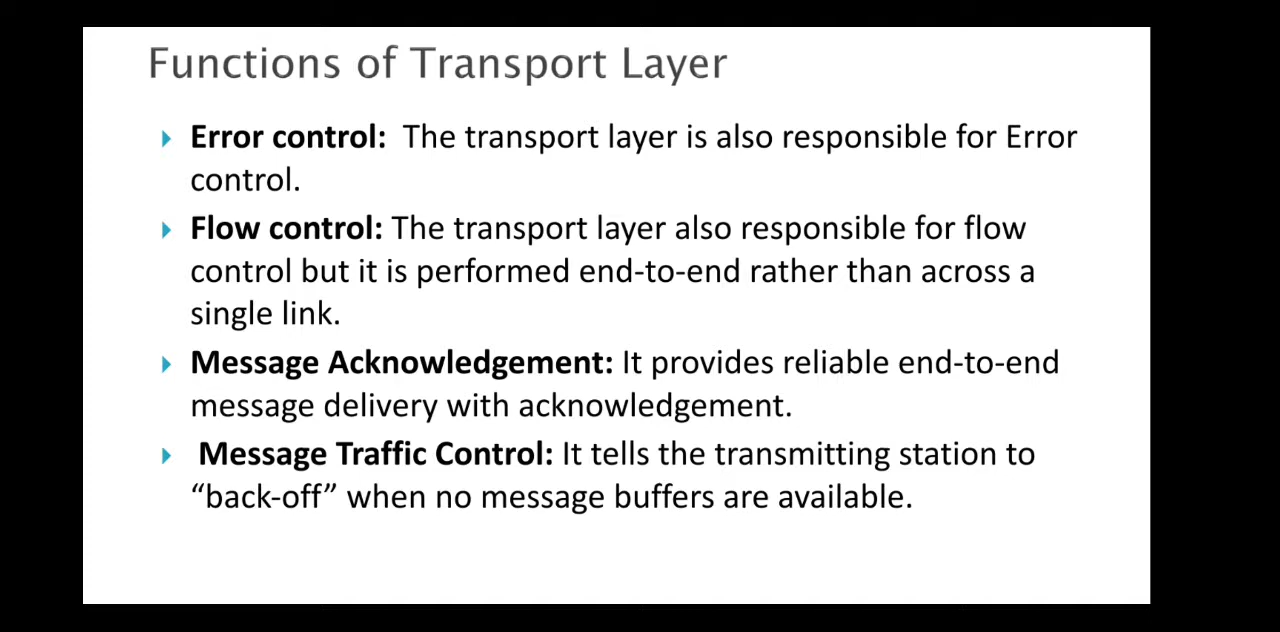 Functions of Transport Layer
Error control: The transport layer is also responsible for Error
control.
Flow control: The transport layer also responsible for flow
control but it is performed end-to-end rather than across a
single link.
Message Acknowledgement: It provides reliable end-to-end
message delivery with acknowledgement.
Message Traffic Control: It tells the transmitting station to
“back-off” when no message buffers are available.